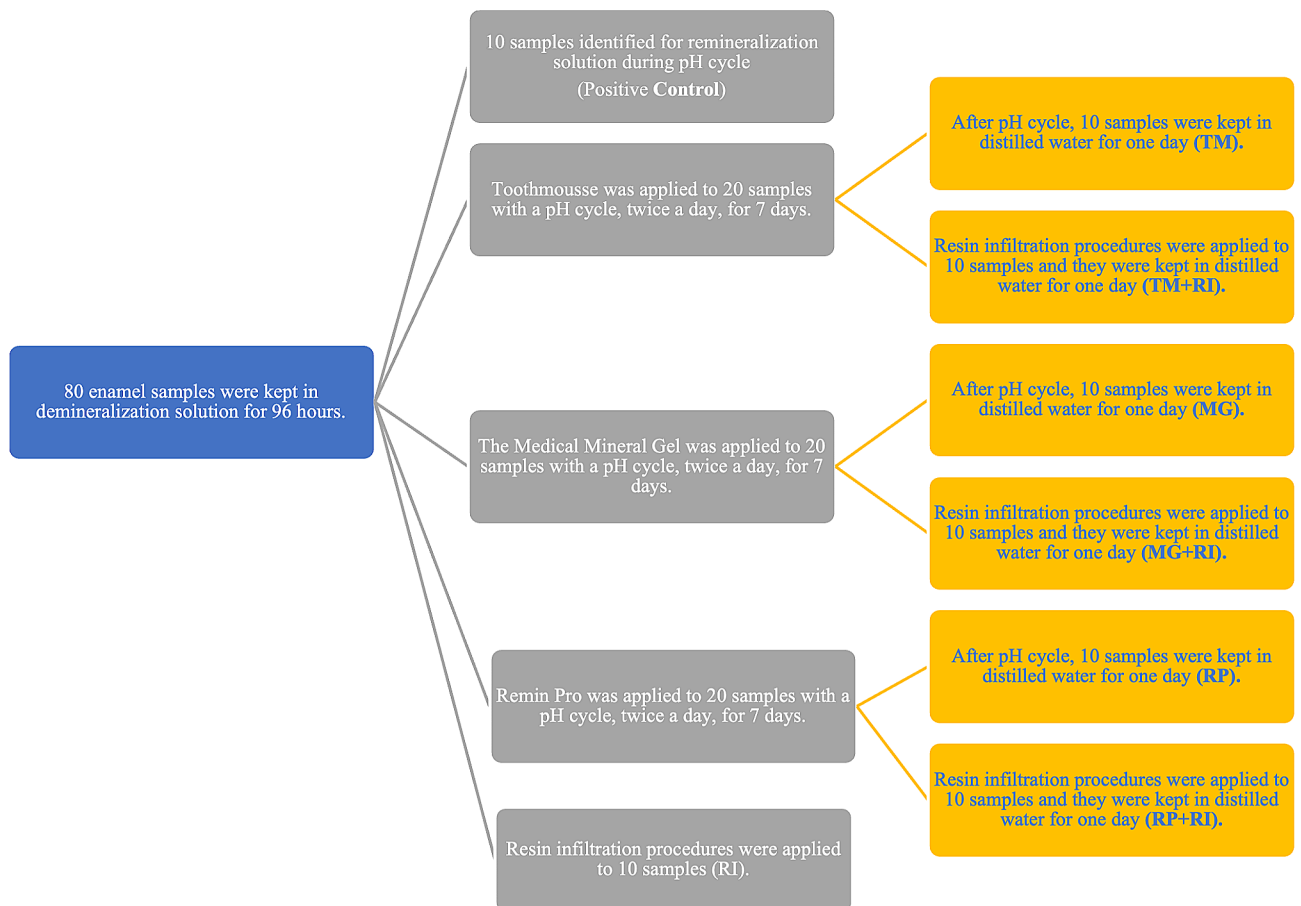 80 enamel samples were kept in
demineralization solution for 96 hours.
10 samples identified for remineralization
solution during pH cycle
(Positive Control)
Toothmousse was applied to 20 samples
with a pH cycle, twice a day, for 7 days.
After pH cycle, 10 samples were kept in
distilled water for one day (TM).
Resin infiltration procedures were applied to
10 samples and they were kept in distilled
water for one day (TM+RI).
The Medical Mineral Gel was applied to 20
samples with a pH cycle, twice a day, for 7
days.
After pH cycle, 10 samples were kept in
distilled water for one day (MG).
Resin infiltration procedures were applied to
10 samples and they were kept in distilled
water for one day (MG+RI).
Remin Pro was applied to 20 samples with a
pH cycle, twice a day, for 7 days.
After pH cycle, 10 samples were kept in
distilled water for one day (RP).
Resin infiltration procedures were applied to
10 samples and they were kept in distilled
water for one day (RP+RI).
Resin infiltration procedures were applied
to 10 samples (RI).